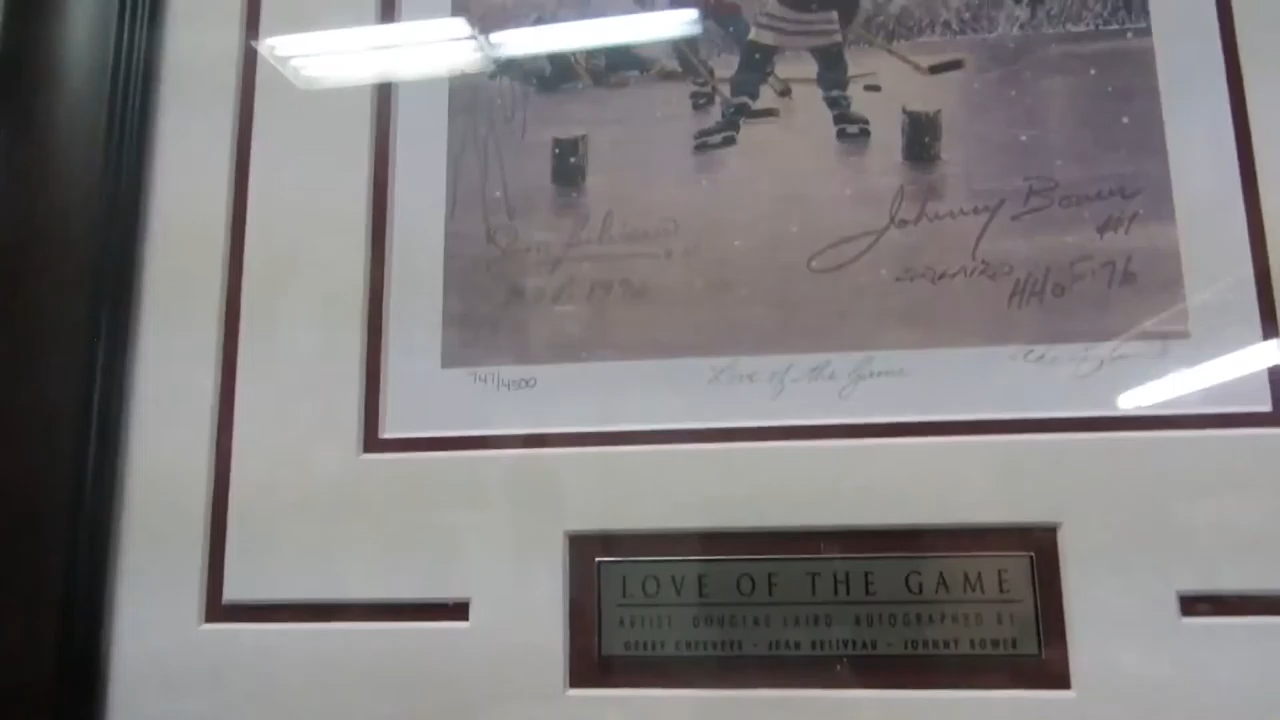 Johnny Bower
#1
HHoF.76
747/4500
Love of the Game
LOVE OF THE GAME
ARTIST DOUGLAS LAIRD AUTOGRAPHED BY
GERRY CHEEVERS - JEAN BELIVEAU - JOHNNY BOWER